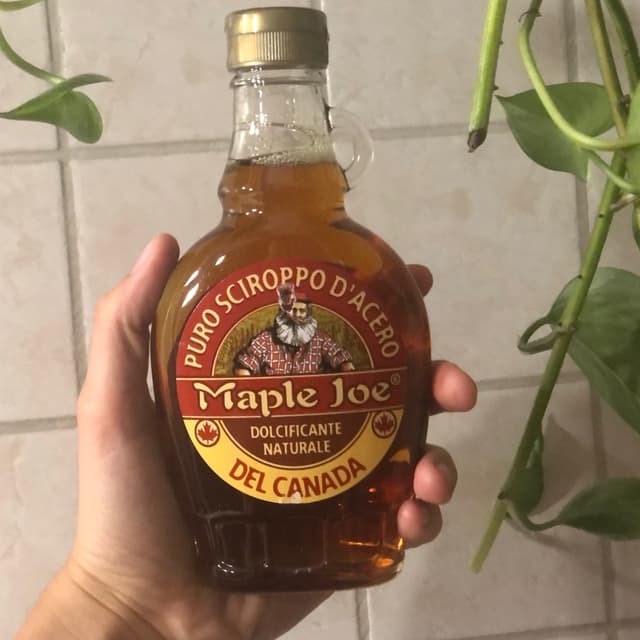 PURO SCIROPPO D'ACERO
Maple Joe®
DOLCIFICANTE
NATURALE
DEL CANADA